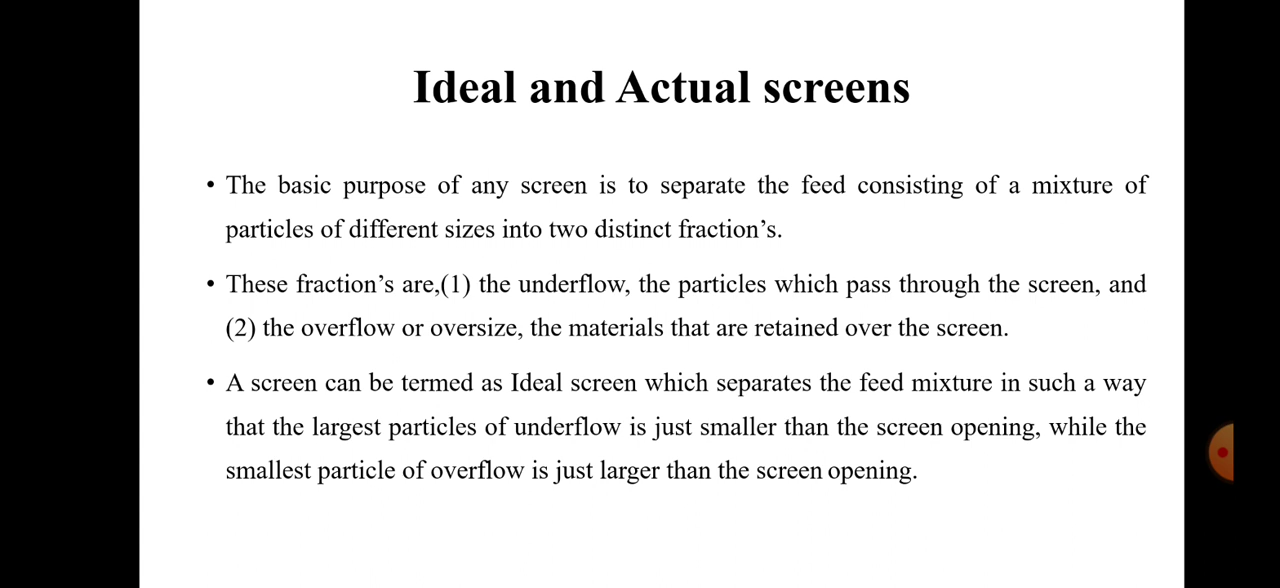 Ideal and Actual screens
• The basic purpose of any screen is to separate the feed consisting of a mixture of
particles of different sizes into two distinct fraction’s.
• These fraction’s are,(1) the underflow, the particles which pass through the screen, and
(2) the overflow or oversize, the materials that are retained over the screen.
• A screen can be termed as Ideal screen which separates the feed mixture in such a way
that the largest particles of underflow is just smaller than the screen opening, while the
smallest particle of overflow is just larger than the screen opening.